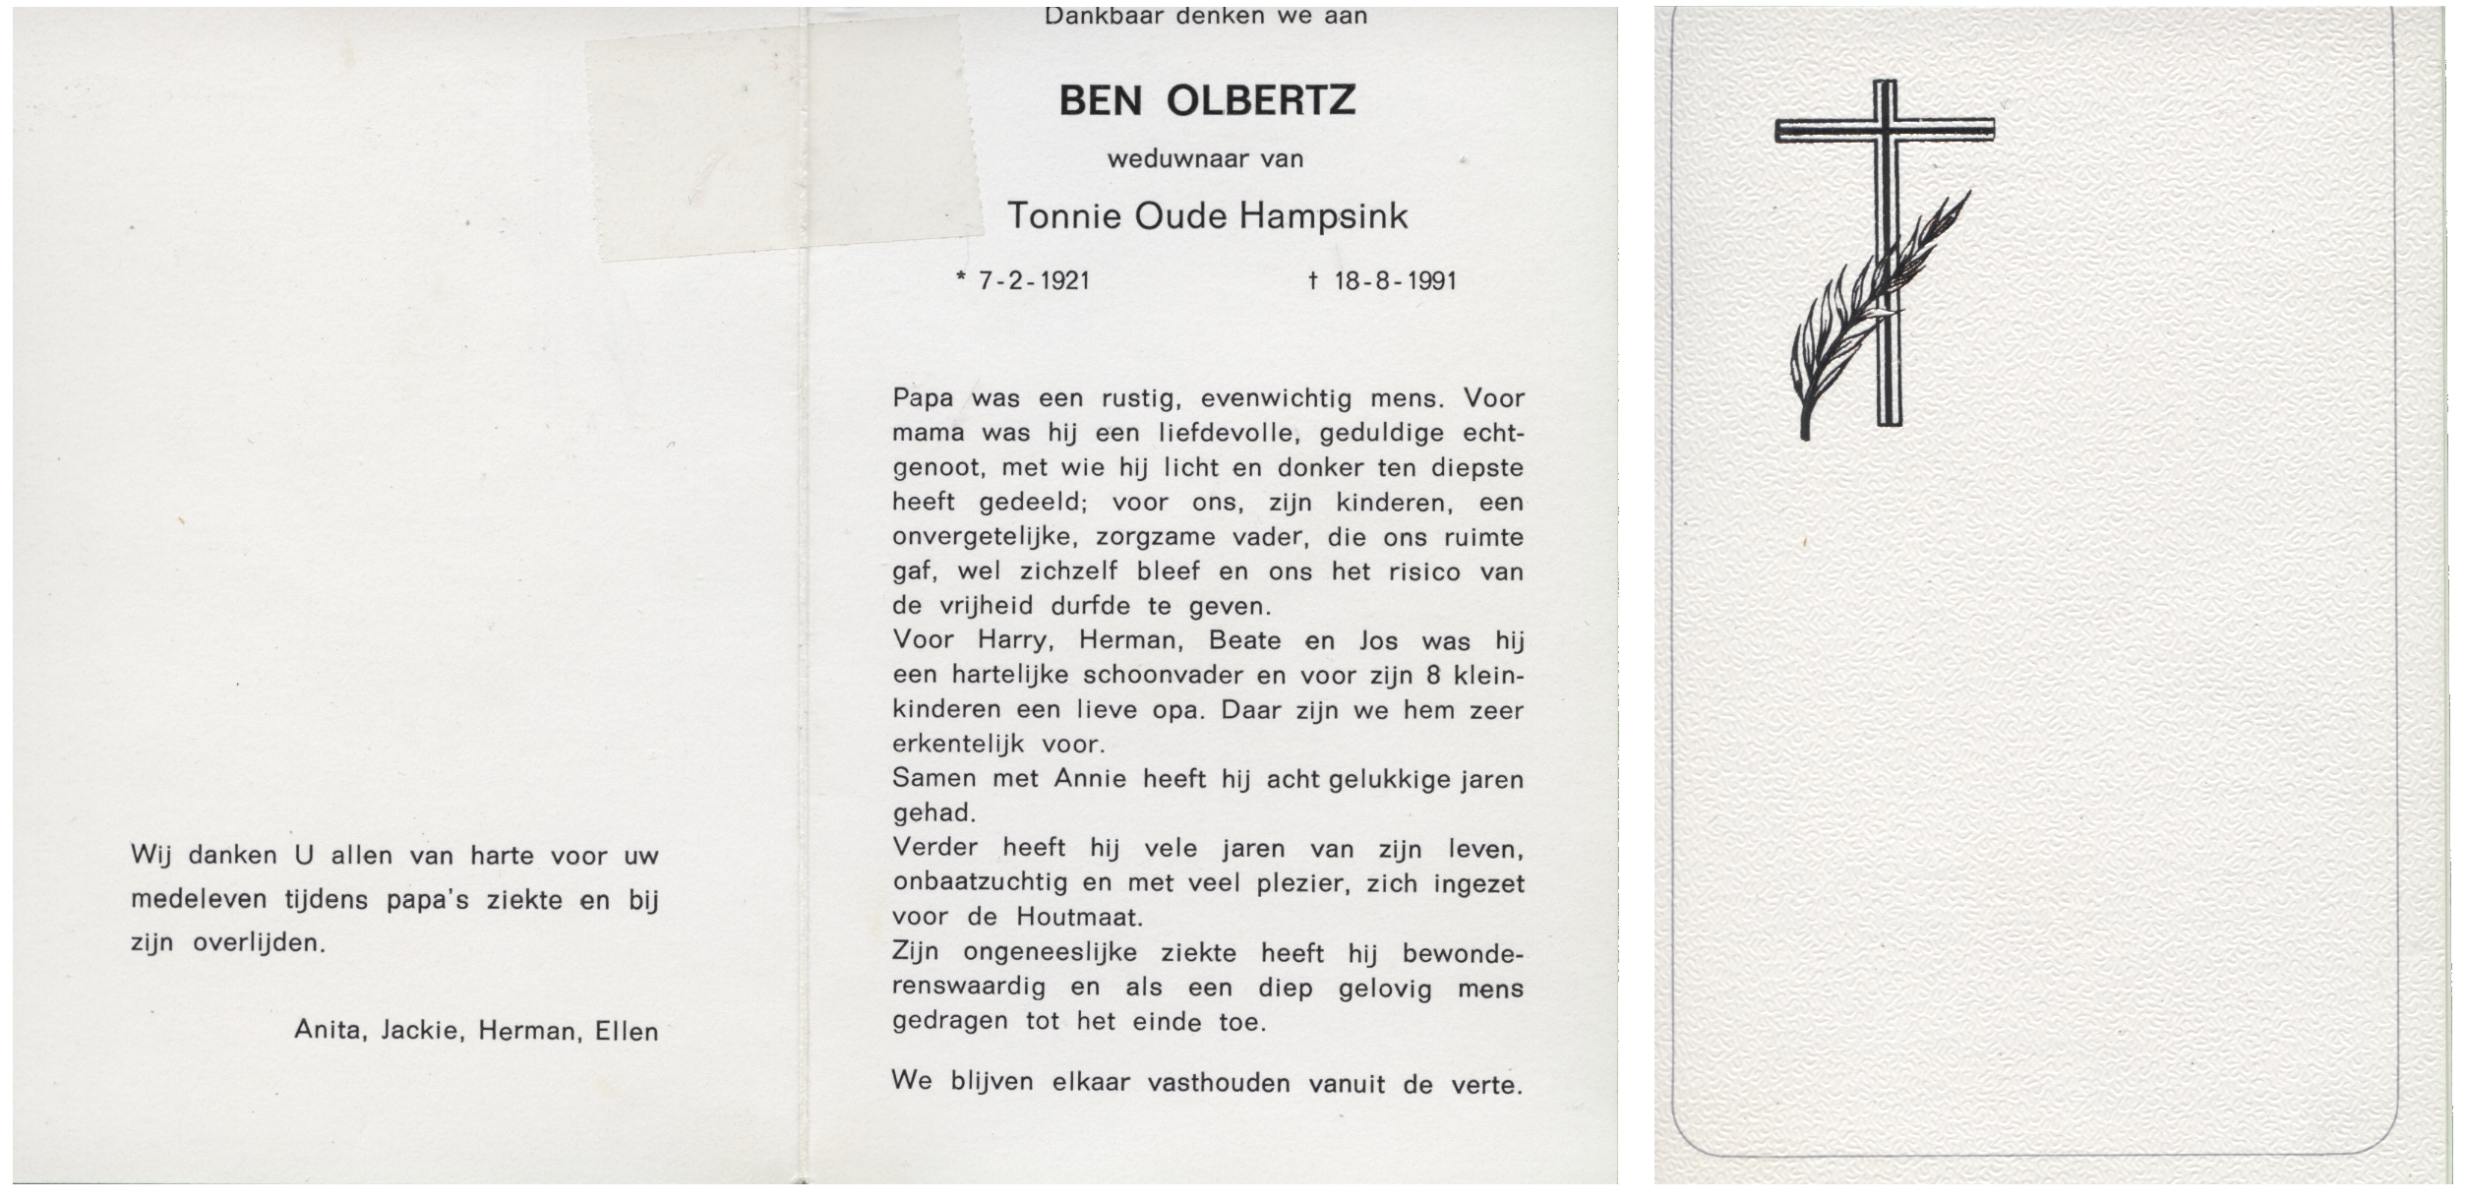 Wij danken U allen van harte voor uw
medeleven tijdens papa's ziekte en bij
zijn overlijden.
Anita, Jackie, Herman, Ellen
Dankbaar denken we aan
BEN OLBERTZ
weduwnaar van
Tonnie Oude Hampsink
* 7-2-1921 † 18-8-1991
Papa was een rustig, evenwichtig mens. Voor
mama was hij een liefdevolle, geduldige echt-
genoot, met wie hij licht en donker ten diepste
heeft gedeeld; voor ons, zijn kinderen, een
onvergetelijke, zorgzame vader, die ons ruimte
gaf, wel zichzelf bleef en ons het risico van
de vrijheid durfde te geven.
Voor Harry, Herman, Beate en Jos was hij
een hartelijke schoonvader en voor zijn 8 klein-
kinderen een lieve opa. Daar zijn we hem zeer
erkentelijk voor.
Samen met Annie heeft hij acht gelukkige jaren
gehad.
Verder heeft hij vele jaren van zijn leven,
onbaatzuchtig en met veel plezier, zich ingezet
voor de Houtmaat.
Zijn ongeneeslijke ziekte heeft hij bewonde-
renswaardig en als een diep gelovig mens
gedragen tot het einde toe.
We blijven elkaar vasthouden vanuit de verte.